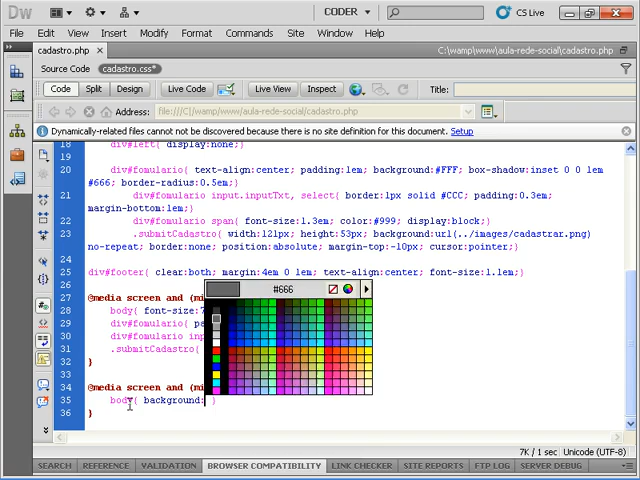 Dw
CODER
CS Live
File Edit View Insert Modify Format Commands Site Window Help
cadastro.php ×
C:\wamp\www\aula-rede-social\cadastro.php
Source Code cadastro.css*
Code Split Design Live Code Live View Inspect Title:
Address: file:///C|/wamp/www/aula-rede-social/cadastro.php
Dynamically-related files cannot be discovered because there is no site definition for this document. Setup
18 div#left{ display:none;}
19
20 div#fomulario{ text-align:center; padding:1em; background:#FFF; box-shadow:inset 0 0 1em
#666; border-radius:0.5em;}
21 div#fomulario input.inputTxt, select{ border:1px solid #CCC; padding:0.3em;
margin-bottom:1em;}
22 div#fomulario span{ font-size:1.3em; color:#999; display:block;}
23 .submitCadastro{ width:121px; height:53px; background:url(../images/cadastrar.png)
no-repeat; border:none; position:absolute; margin-top:-10px; cursor:pointer;}
24
25 div#footer{ clear:both; margin:4em 0 1em; text-align:center; font-size:1.1em;}
26
#666
27 @media screen and (mi
28 body{ font-size:7
29 div#fomulario{ pa
30 div#fomulario inp
31 .submitCadastro{
32 }
33
34 @media screen and (mi
35 body{ background: }
36 }
7K / 1 sec Unicode (UTF-8)
SEARCH REFERENCE VALIDATION BROWSER COMPATIBILITY LINK CHECKER SITE REPORTS FTP LOG SERVER DEBUG